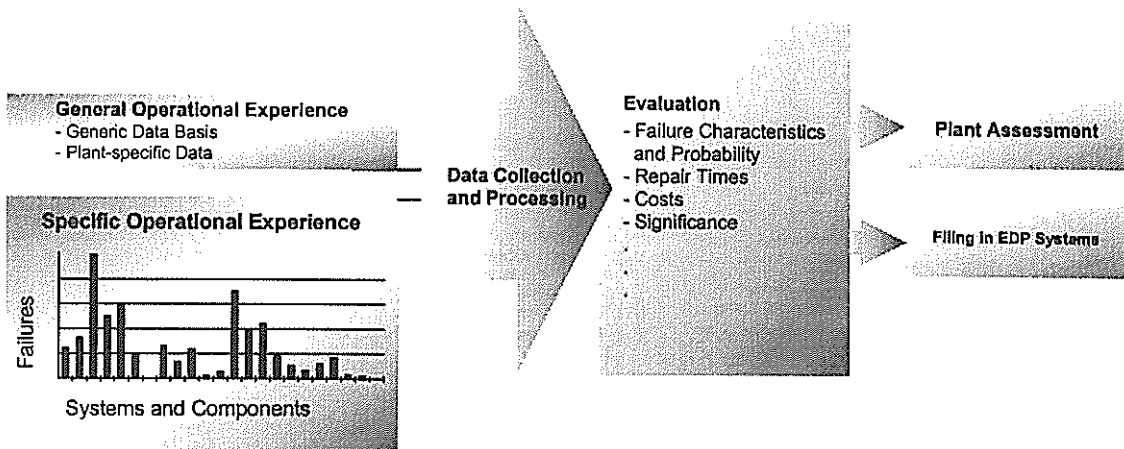 General Operational Experience
- Generic Data Basis
- Plant-specific Data
Specific Operational Experience
Failures
Systems and Components
Data Collection
and Processing
Evaluation
- Failure Characteristics
and Probability
- Repair Times
- Costs
- Significance
.
.
.
.
Plant Assessment
Filing in EDP Systems